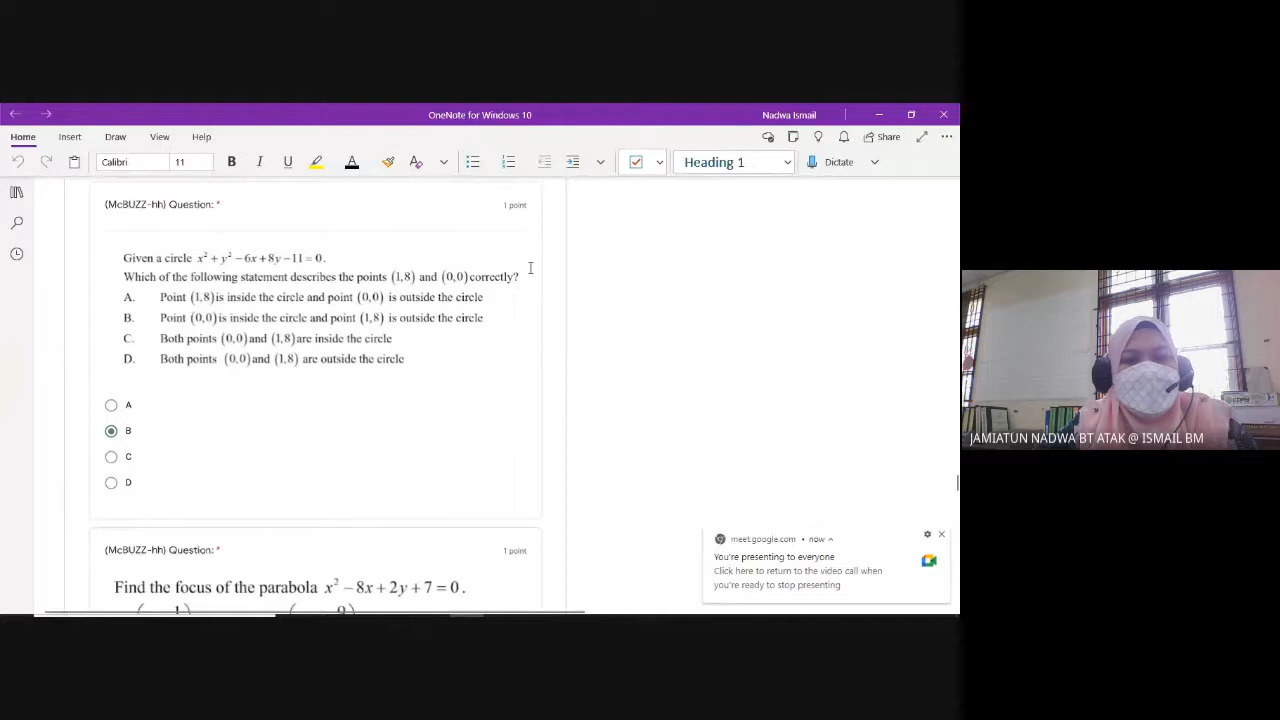 OneNote for Windows 10
Nadwa Ismail
Home Insert Draw View Help
Share
Calibri 11 B I U A Heading 1 Dictate
(McBUZZ-hh) Question: *
1 point
Given a circle x² + y² − 6x + 8y − 11 = 0.
Which of the following statement describes the points (1,8) and (0,0) correctly?
A. Point (1,8) is inside the circle and point (0,0) is outside the circle
B. Point (0,0) is inside the circle and point (1,8) is outside the circle
C. Both points (0,0) and (1,8) are inside the circle
D. Both points (0,0) and (1,8) are outside the circle
A
B
C
D
(McBUZZ-hh) Question: *
1 point
Find the focus of the parabola x² − 8x + 2y + 7 = 0.
meet.google.com • now
You're presenting to everyone
Click here to return to the video call when
you're ready to stop presenting
JAMIATUN NADWA BT ATAK @ ISMAIL BM